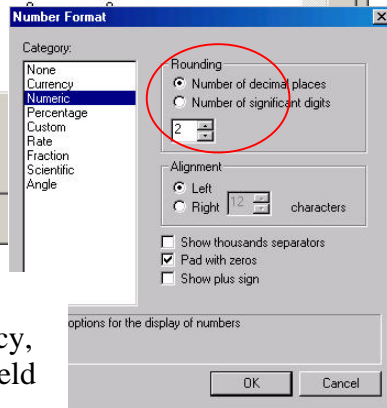 Number Format
Category:
None
Currency
Numeric
Percentage
Custom
Rate
Fraction
Scientific
Angle
Rounding
Number of decimal places
Number of significant digits
2
Alignment
Left
Right 12 characters
Show thousands separators
Pad with zeros
Show plus sign
options for the display of numbers
OK Cancel
cy,
eld